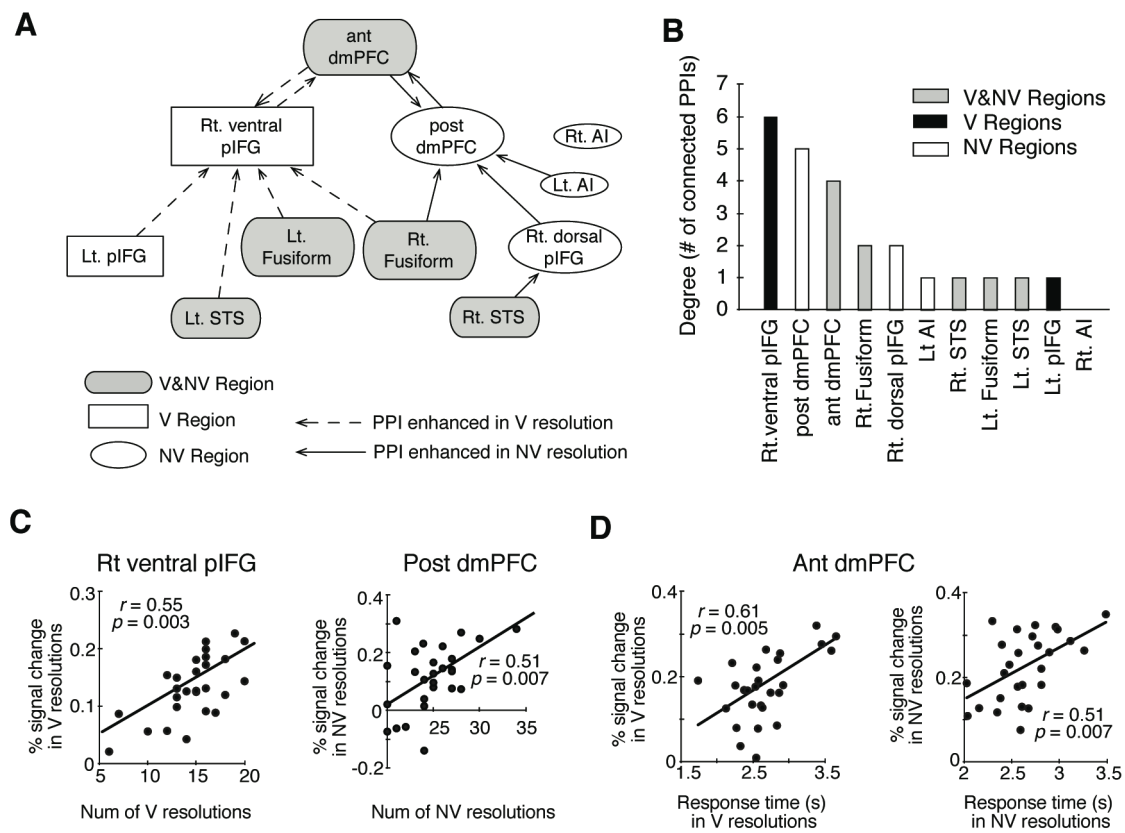 A
ant
dmPFC
Rt. ventral
pIFG
post
dmPFC
Rt. AI
Lt. AI
Lt. pIFG
Lt.
Fusiform
Rt.
Fusiform
Rt. dorsal
pIFG
Lt. STS
Rt. STS
V&NV Region
V Region
NV Region
PPI enhanced in V resolution
PPI enhanced in NV resolution
B
Degree (# of connected PPIs)
7
6
5
4
3
2
1
0
V&NV Regions
V Regions
NV Regions
Rt.ventral pIFG
post dmPFC
ant dmPFC
Rt.Fusiform
Rt. dorsal pIFG
Lt AI
Rt. STS
Lt. Fusiform
Lt. STS
Lt. pIFG
Rt. AI
C
Rt ventral pIFG
% signal change
in V resolutions
0.3
0.2
0.1
0
r = 0.55
p = 0.003
5 10 15 20
Num of V resolutions
Post dmPFC
% signal change
in NV resolutions
0.4
0.2
0
-0.2
r = 0.51
p = 0.007
25 30 35
Num of NV resolutions
D
Ant dmPFC
% signal change
in V resolutions
0.4
0.2
0
r = 0.61
p = 0.005
1.5 2.5 3.5
Response time (s)
in V resolutions
% signal change
in NV resolutions
0.4
0.2
0
r = 0.51
p = 0.007
2 2.5 3 3.5
Response time (s)
in NV resolutions